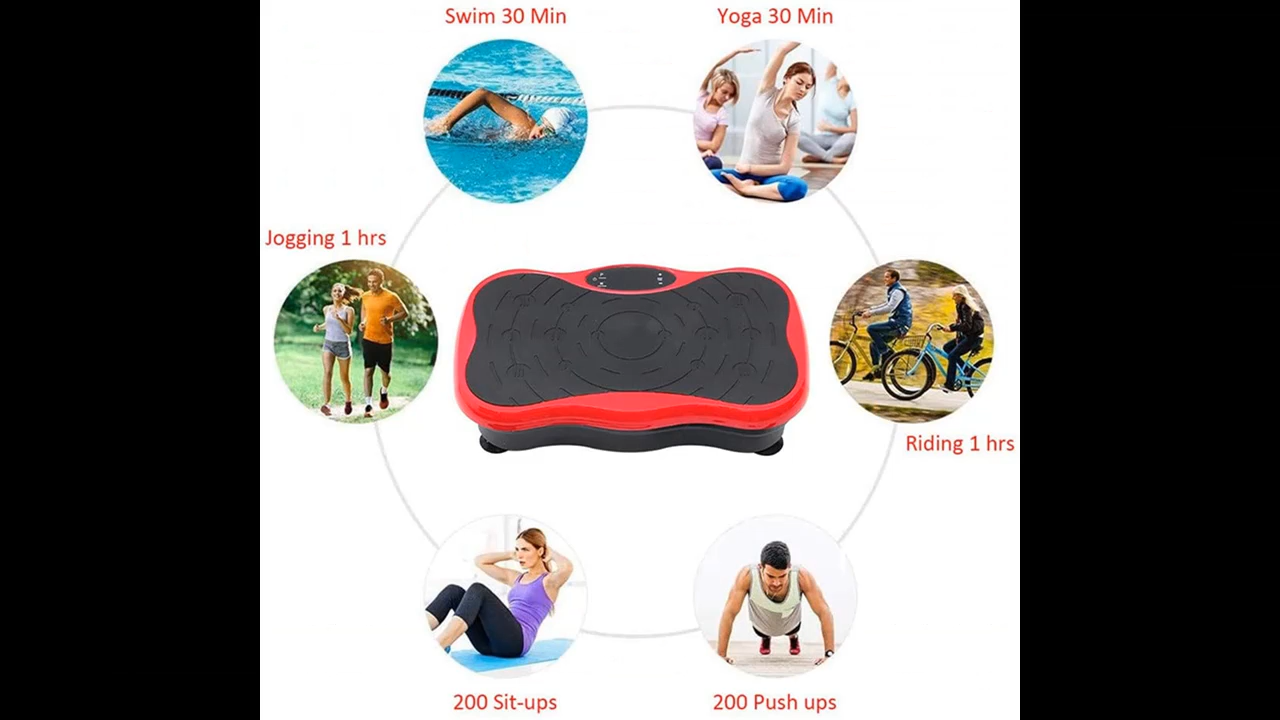 Swim 30 Min
Yoga 30 Min
Jogging 1 hrs
Riding 1 hrs
200 Sit-ups
200 Push ups